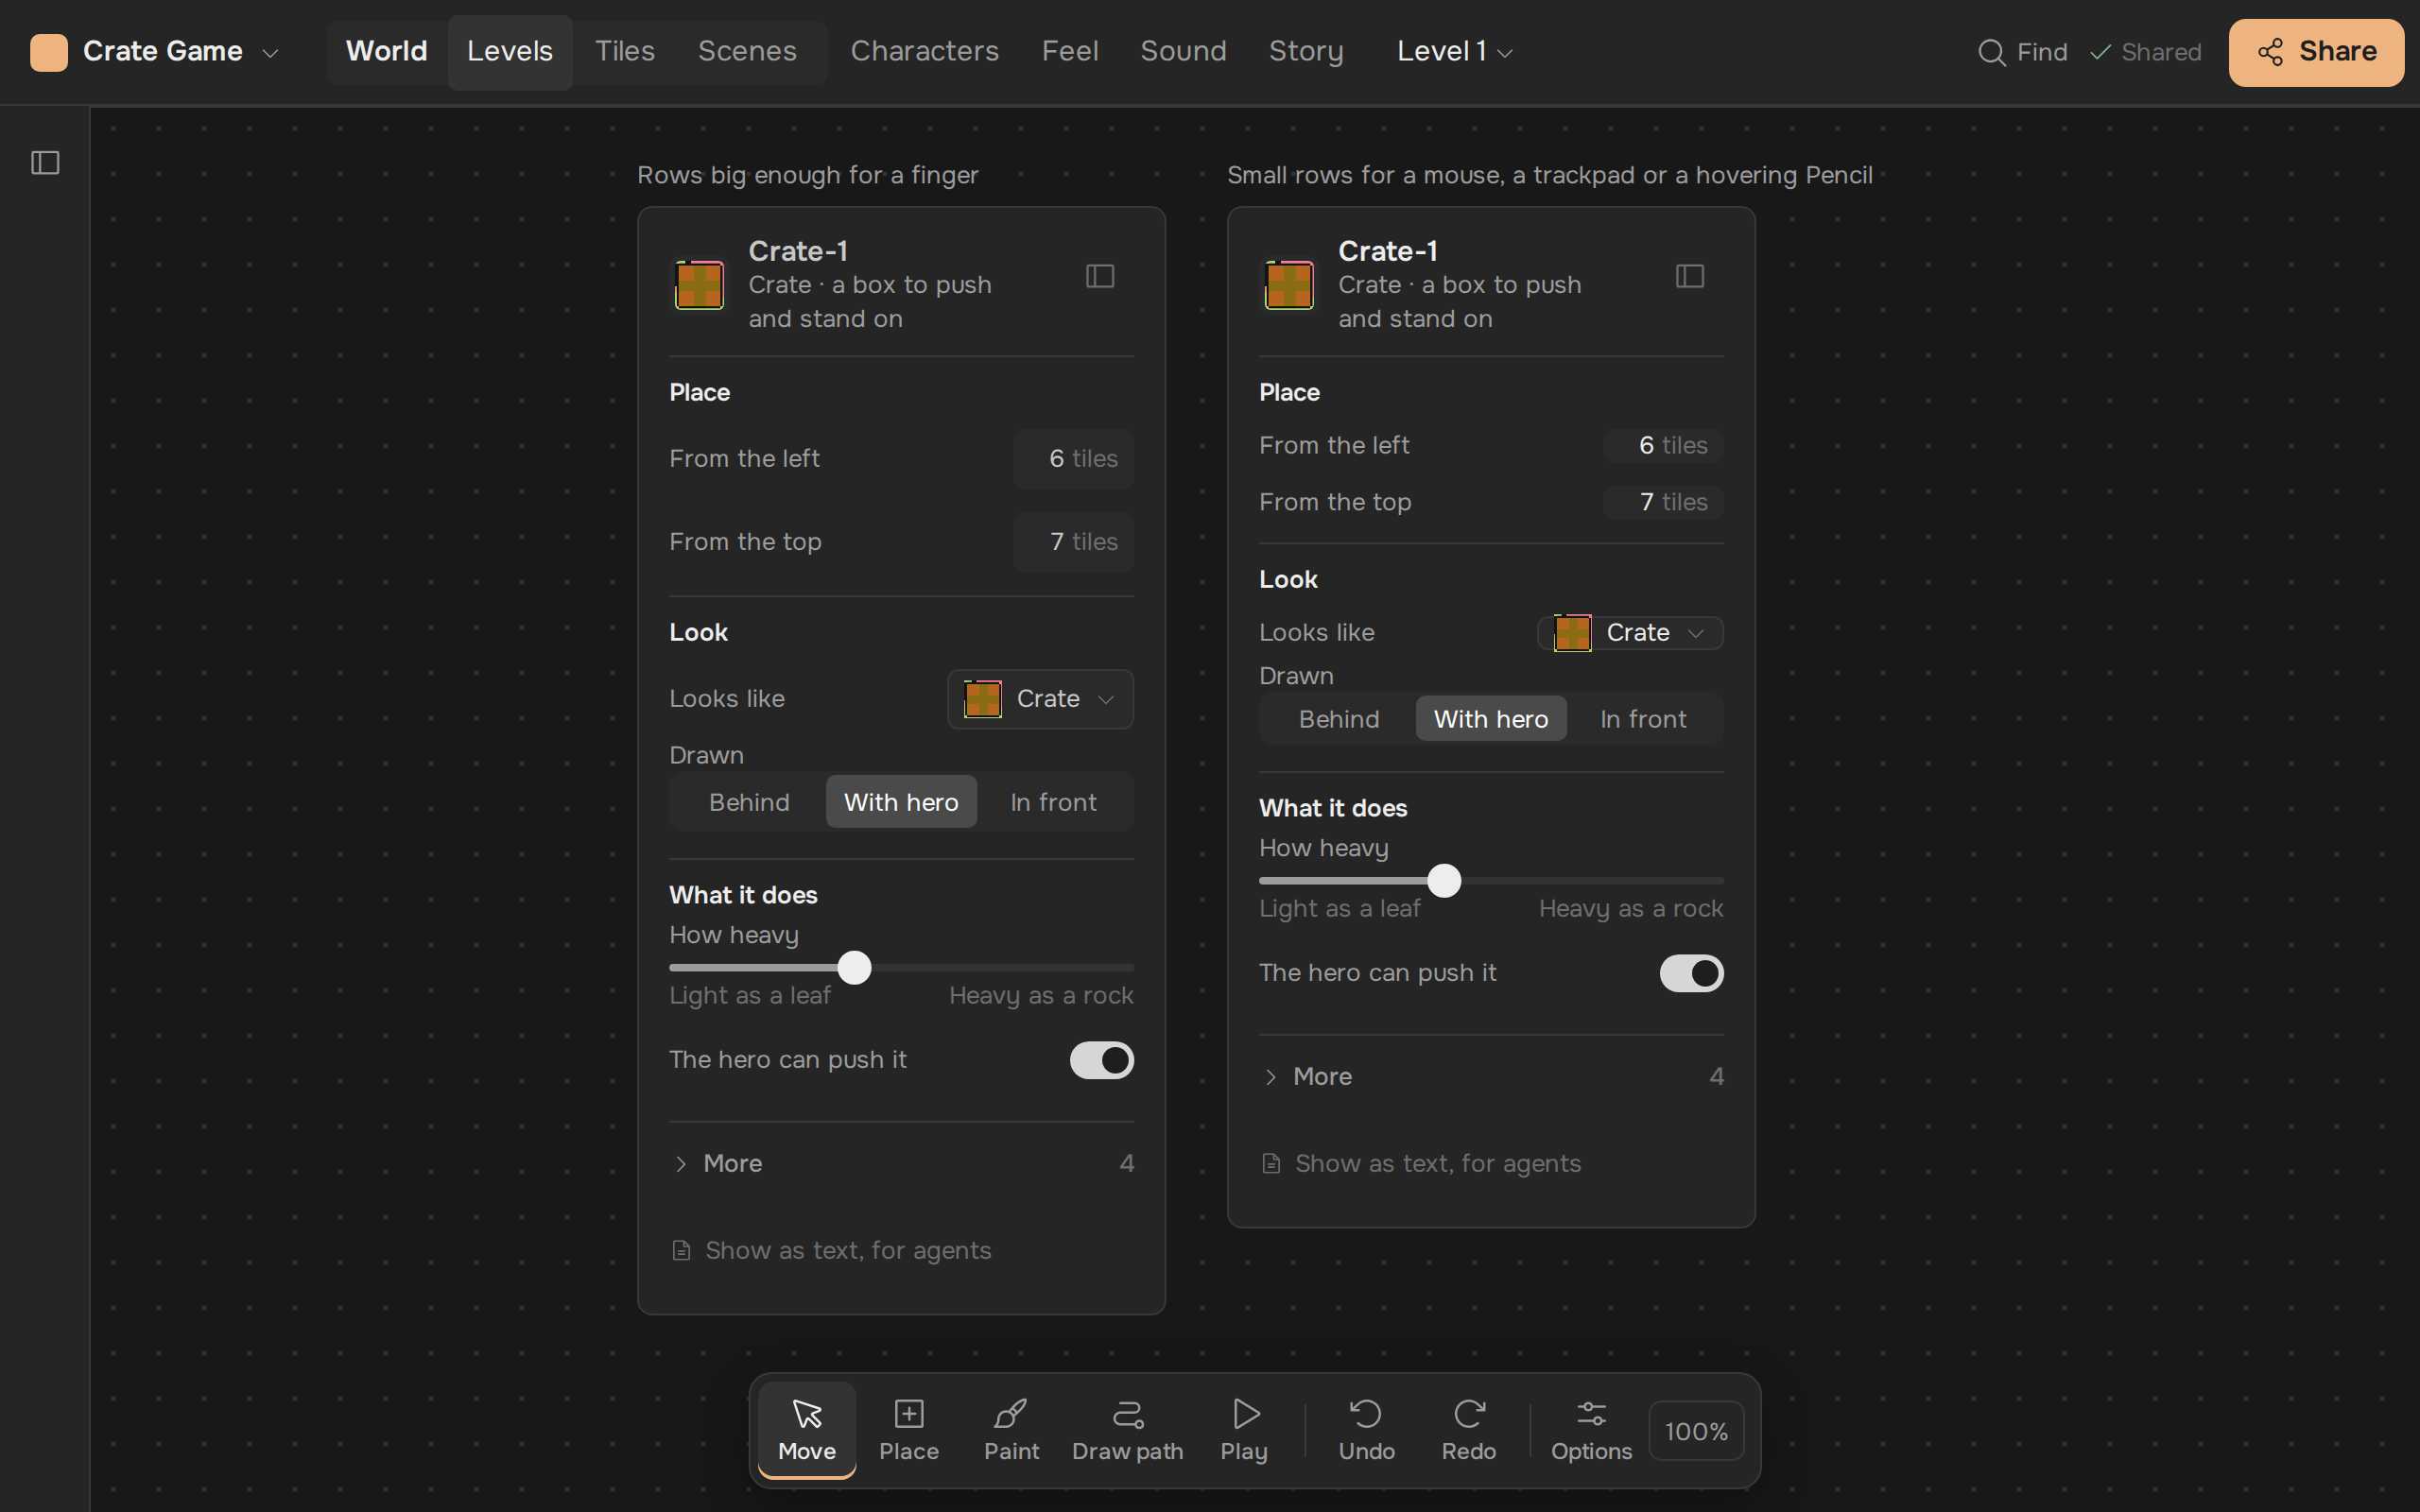 Crate Game World Levels Tiles Scenes Characters Feel Sound Story Level 1 Find Shared Share
Rows big enough for a finger
Crate-1
Crate · a box to push
and stand on
Place
From the left 6 tiles
From the top 7 tiles
Look
Looks like Crate
Drawn
Behind With hero In front
What it does
How heavy
Light as a leaf Heavy as a rock
The hero can push it
More 4
Show as text, for agents
Small rows for a mouse, a trackpad or a hovering Pencil
Crate-1
Crate · a box to push
and stand on
Place
From the left 6 tiles
From the top 7 tiles
Look
Looks like Crate
Drawn
Behind With hero In front
What it does
How heavy
Light as a leaf Heavy as a rock
The hero can push it
More 4
Show as text, for agents
Move Place Paint Draw path Play Undo Redo Options 100%